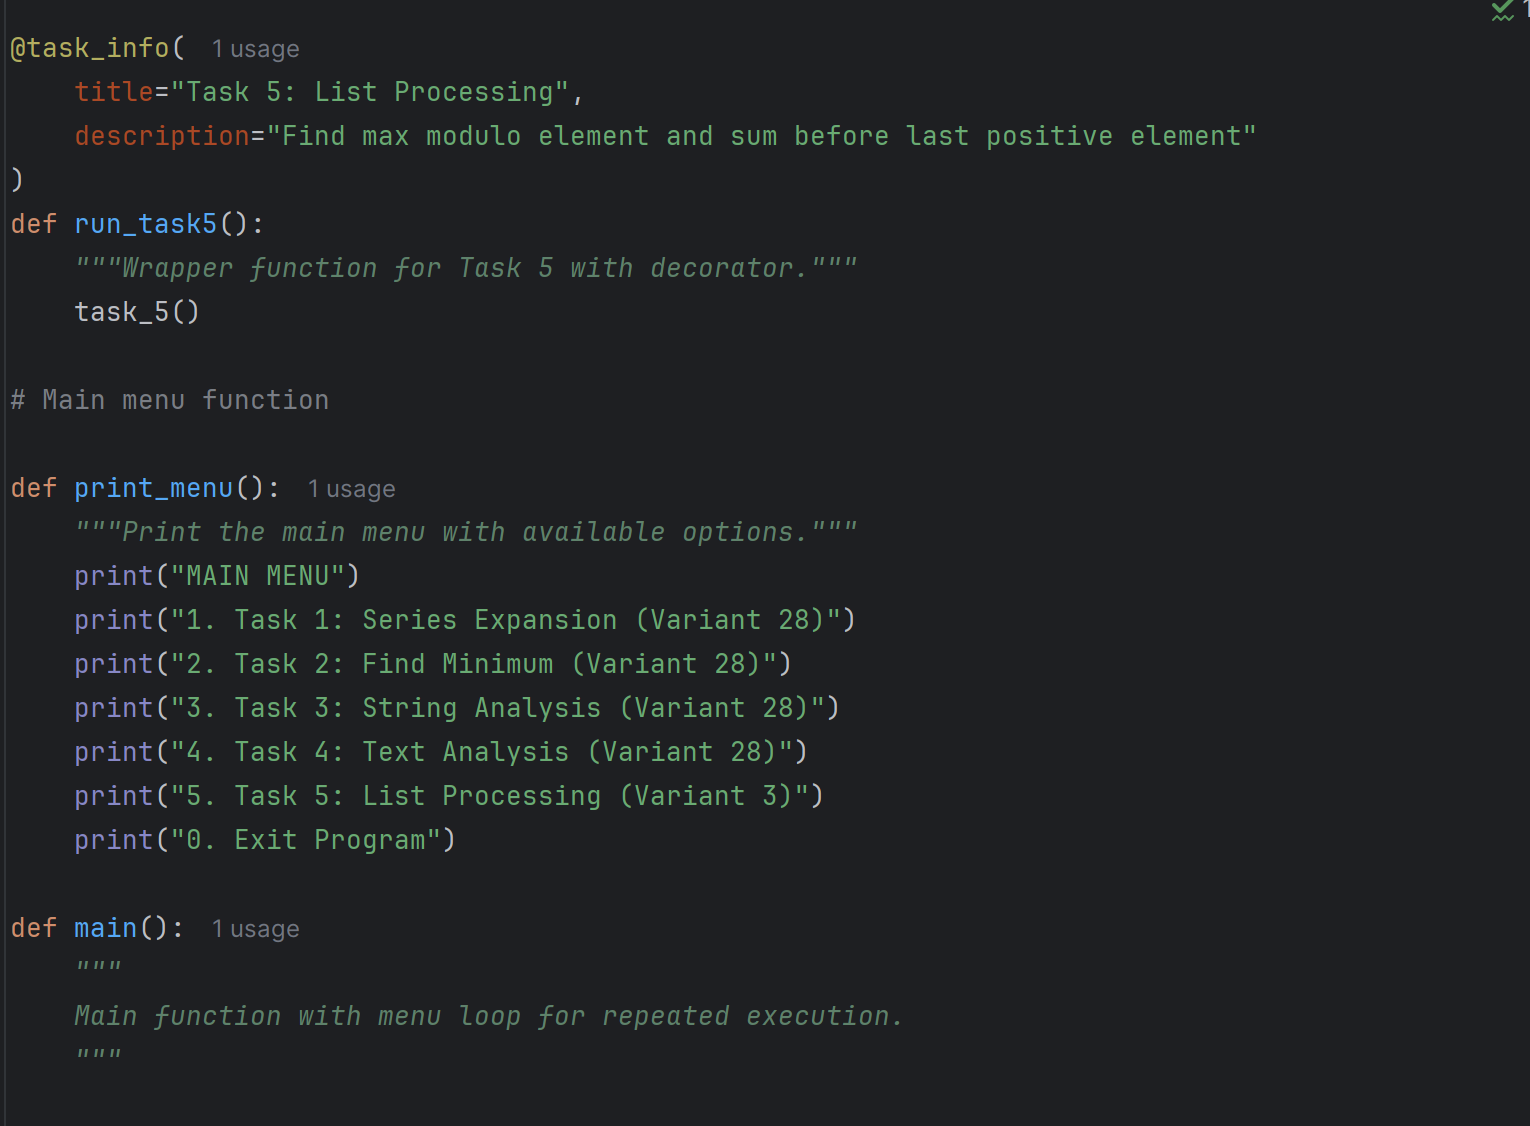 @task_info( 1 usage
    title="Task 5: List Processing",
    description="Find max modulo element and sum before last positive element"
)
def run_task5():
    """Wrapper function for Task 5 with decorator."""
    task_5()

# Main menu function

def print_menu(): 1 usage
    """Print the main menu with available options."""
    print("MAIN MENU")
    print("1. Task 1: Series Expansion (Variant 28)")
    print("2. Task 2: Find Minimum (Variant 28)")
    print("3. Task 3: String Analysis (Variant 28)")
    print("4. Task 4: Text Analysis (Variant 28)")
    print("5. Task 5: List Processing (Variant 3)")
    print("0. Exit Program")

def main(): 1 usage
    """
    Main function with menu loop for repeated execution.
    """